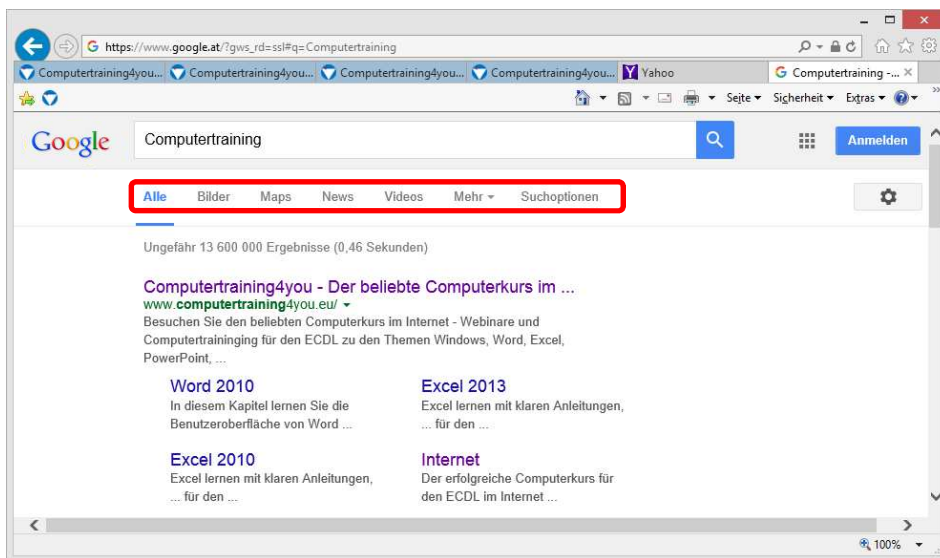 https://www.google.at/?gws_rd=ssl#q=Computertraining
Computertraining4you... Computertraining4you... Computertraining4you... Computertraining4you... Yahoo Computertraining -...
Seite Sicherheit Extras
Google Computertraining Anmelden
Alle Bilder Maps News Videos Mehr Suchoptionen
Ungefähr 13 600 000 Ergebnisse (0,46 Sekunden)
Computertraining4you - Der beliebte Computerkurs im ...
www.computertraining4you.eu/
Besuchen Sie den beliebten Computerkurs im Internet - Webinare und
Computertraininging für den ECDL zu den Themen Windows, Word, Excel,
PowerPoint, ...
Word 2010
In diesem Kapitel lernen Sie die
Benutzeroberfläche von Word ...
Excel 2013
Excel lernen mit klaren Anleitungen,
... für den ...
Excel 2010
Excel lernen mit klaren Anleitungen,
... für den ...
Internet
Der erfolgreiche Computerkurs für
den ECDL im Internet ...
100%